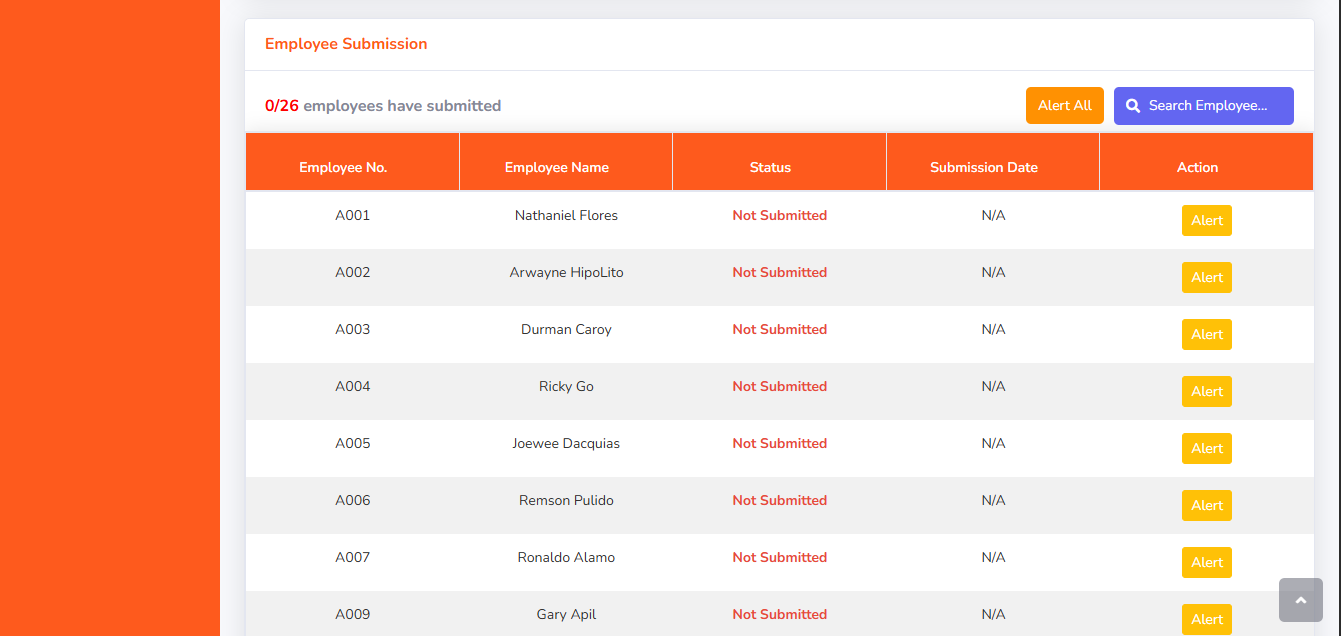 Employee Submission
0/26 employees have submitted Alert All Search Employee...
Employee No. Employee Name Status Submission Date Action
A001 Nathaniel Flores Not Submitted N/A Alert
A002 Arwayne HipoLito Not Submitted N/A Alert
A003 Durman Caroy Not Submitted N/A Alert
A004 Ricky Go Not Submitted N/A Alert
A005 Joewee Dacquias Not Submitted N/A Alert
A006 Remson Pulido Not Submitted N/A Alert
A007 Ronaldo Alamo Not Submitted N/A Alert
A009 Gary Apil Not Submitted N/A Alert